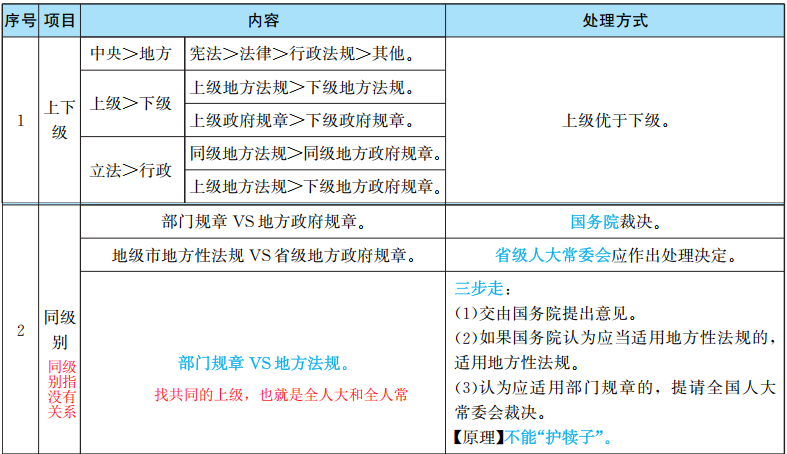 序号 项目 内容 处理方式
1 上下级 中央＞地方 宪法＞法律＞行政法规＞其他。 上级优于下级。
上级＞下级 上级地方法规＞下级地方法规。
上级政府规章＞下级政府规章。
立法＞行政 同级地方法规＞同级地方政府规章。
上级地方法规＞下级地方政府规章。
2 同级别 部门规章 VS 地方政府规章。 国务院裁决。
同级别指没有关系
地级市地方性法规 VS 省级地方政府规章。 省级人大常委会应作出处理决定。
部门规章 VS 地方法规。
找共同的上级，也就是全人大和全人常
三步走：
(1)交由国务院提出意见。
(2)如果国务院认为应当适用地方性法规的，
适用地方性法规。
(3)认为应适用部门规章的，提请全国人大
常委会裁决。
【原理】不能“护犊子”。